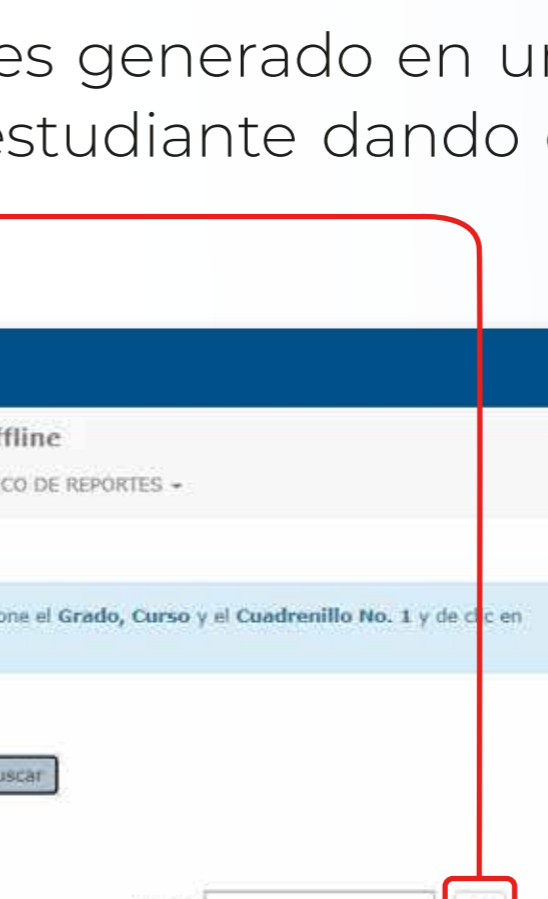 es generado en un
estudiante dando
ffline
CO DE REPORTES
one el Grado, Curso y el Cuadrenillo No. 1 y de clic en
uscar